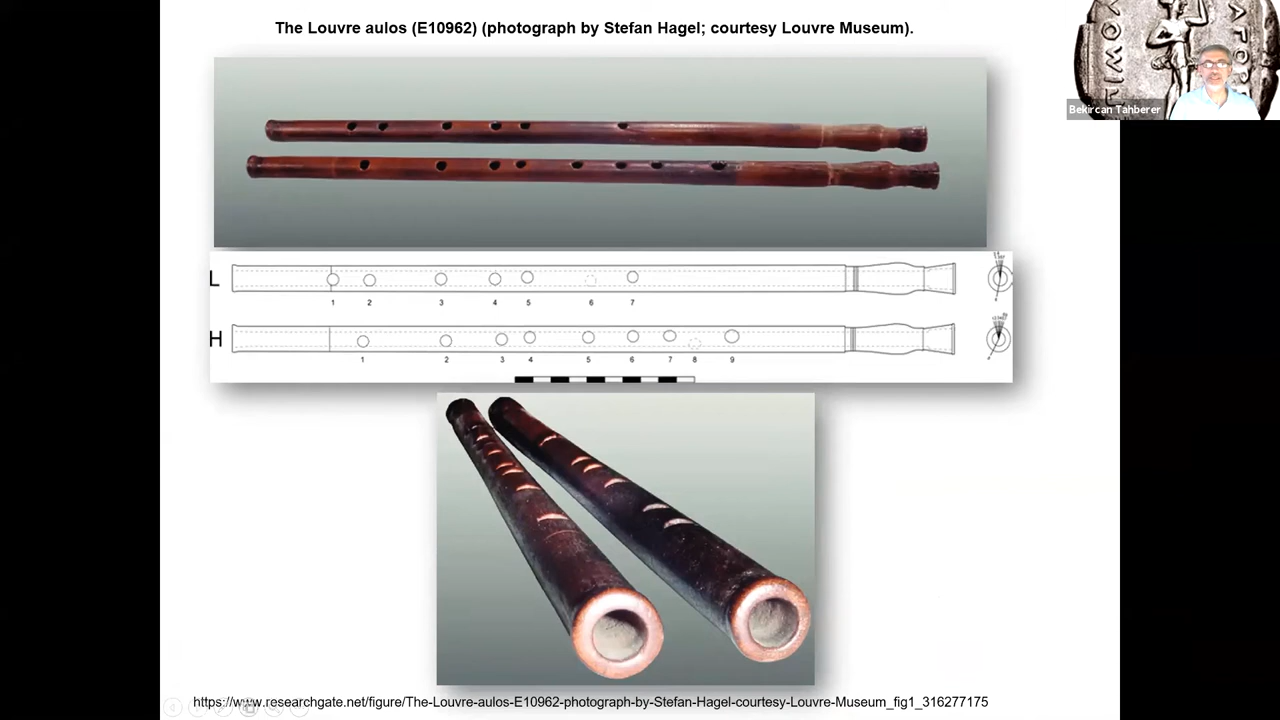 The Louvre aulos (E10962) (photograph by Stefan Hagel; courtesy Louvre Museum).
Bekircan Tahberer
L
1 2 3 4 5 6 7
H
1 2 3 4 5 6 7 8 9
https://www.researchgate.net/figure/The-Louvre-aulos-E10962-photograph-by-Stefan-Hagel-courtesy-Louvre-Museum_fig1_316277175